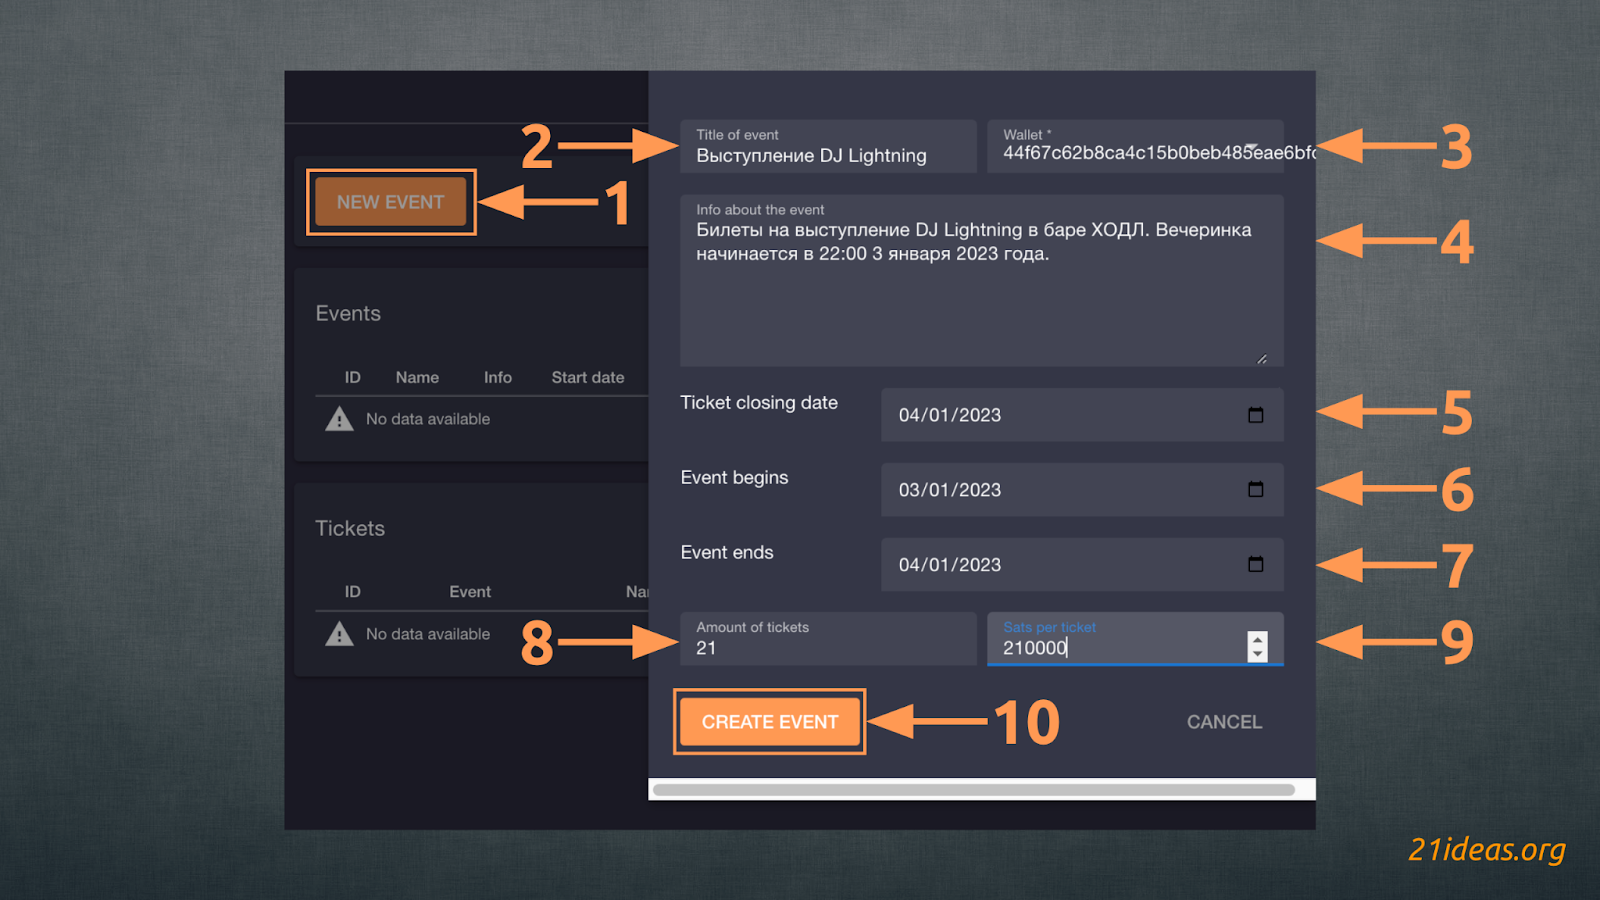 2
Title of event
Выступление DJ Lightning
Wallet *
44f67c62b8ca4c15b0beb485eae6bfc
3
NEW EVENT
1
Info about the event
Билеты на выступление DJ Lightning в баре ХОДЛ. Вечеринка
начинается в 22:00 3 января 2023 года.
4
Events
ID Name Info Start date
No data available
Ticket closing date
04/01/2023
5
Event begins
03/01/2023
6
Tickets
Event ends
04/01/2023
7
ID Event Nai
No data available
8
Amount of tickets
21
Sats per ticket
210000
9
CREATE EVENT
10
CANCEL
21ideas.org